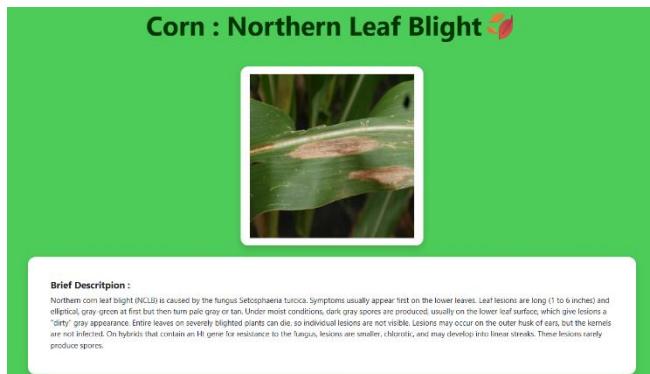 Corn : Northern Leaf Blight🍂
Brief Descritpion :
Northern corn leaf blight (NCLB) is caused by the fungus Setosphaeria turcica. Symptoms usually appear first on the lower leaves. Leaf lesions are long (1 to 6 inches) and
elliptical, gray-green at first but then turn pale gray or tan. Under moist conditions, dark gray spores are produced, usually on the lower leaf surface, which give lesions a
"dirty" gray appearance. Entire leaves on severely blighted plants can die, so individual lesions are not visible. Lesions may occur on the outer husk of ears, but the kernels
are not infected. On hybrids that contain an Ht gene for resistance to the fungus, lesions are smaller, chlorotic, and may develop into linear streaks. These lesions rarely
produce spores.